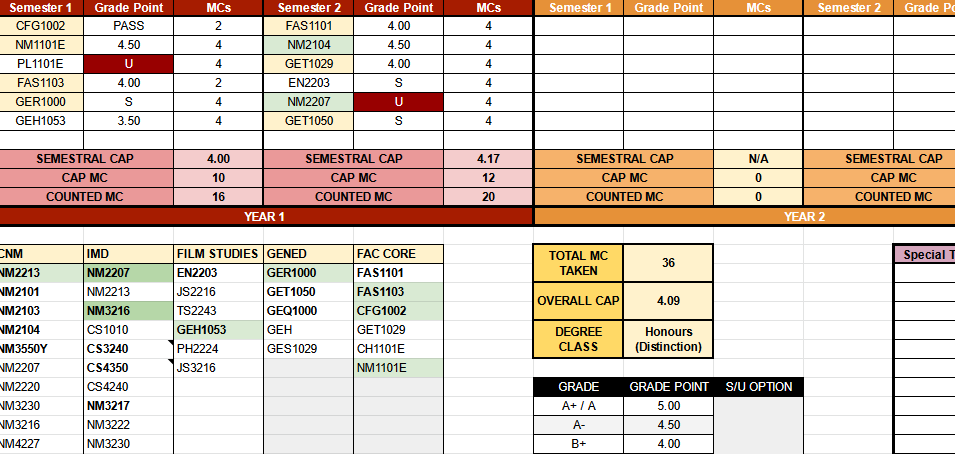 Semester 1 Grade Point MCs Semester 2 Grade Point MCs Semester 1 Grade Point MCs Semester 2 Grade Po
CFG1002 PASS 2 FAS1101 4.00 4
NM1101E 4.50 4 NM2104 4.50 4
PL1101E U 4 GET1029 4.00 4
FAS1103 4.00 2 EN2203 S 4
GER1000 S 4 NM2207 U 4
GEH1053 3.50 4 GET1050 S 4
SEMESTRAL CAP 4.00 SEMESTRAL CAP 4.17 SEMESTRAL CAP N/A SEMESTRAL CAP
CAP MC 10 CAP MC 12 CAP MC 0 CAP MC
COUNTED MC 16 COUNTED MC 20 COUNTED MC 0 COUNTED MC
YEAR 1 YEAR 2
CNM IMD FILM STUDIES GENED FAC CORE
NM2213 NM2207 EN2203 GER1000 FAS1101
NM2101 NM2213 JS2216 GET1050 FAS1103
NM2103 NM3216 TS2243 GEQ1000 CFG1002
NM2104 CS1010 GEH1053 GEH GET1029
NM3550Y CS3240 PH2224 GES1029 CH1101E
NM2207 CS4350 JS3216 NM1101E
NM2220 CS4240
NM3230 NM3217
NM3216 NM3222
NM4227 NM3230
TOTAL MC
TAKEN
36
OVERALL CAP 4.09
DEGREE
CLASS
Honours
(Distinction)
Special T
GRADE GRADE POINT S/U OPTION
A+ / A 5.00
A- 4.50
B+ 4.00